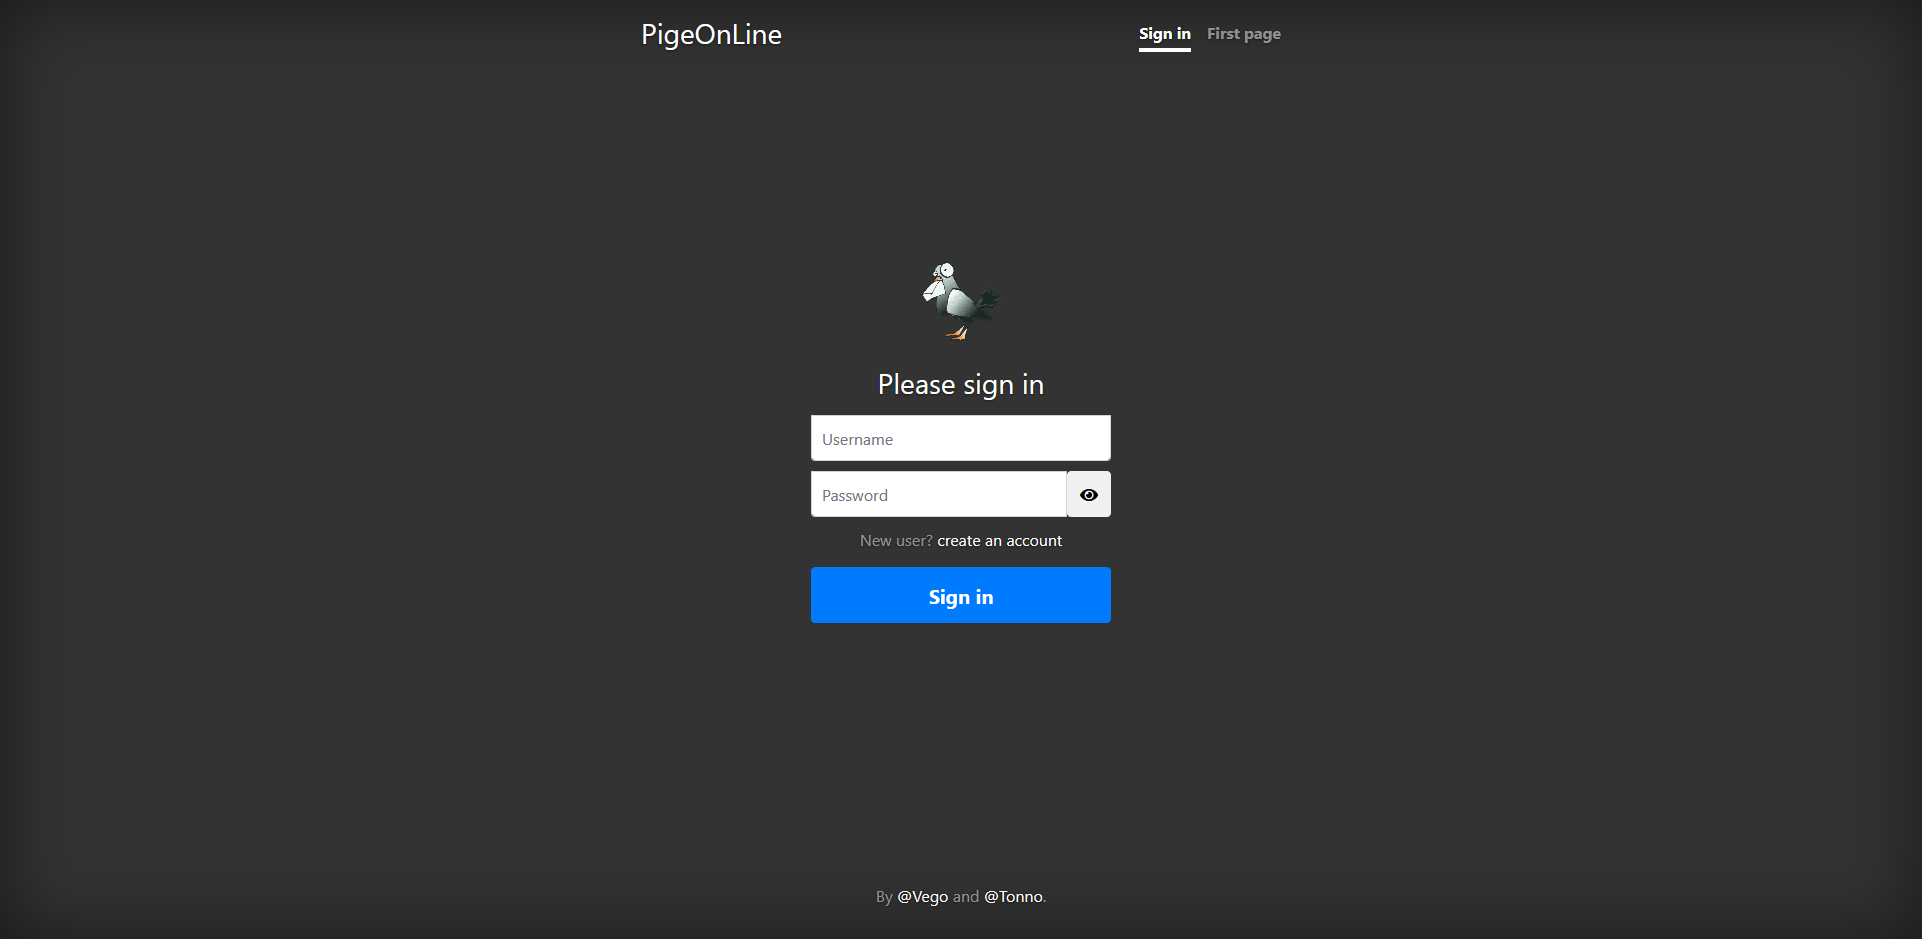 PigeOnLine
Sign in First page
Please sign in
Username
Password
New user? create an account
Sign in
By @Vego and @Tonno.